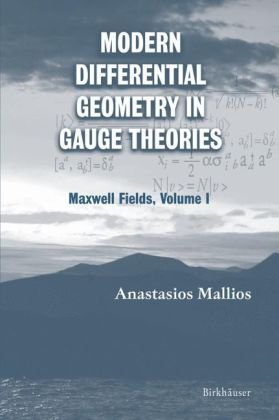 MODERN
DIFFERENTIAL
GEOMETRY IN
GAUGE THEORIES
Maxwell Fields, Volume I
Anastasios Mallios
Birkhäuser